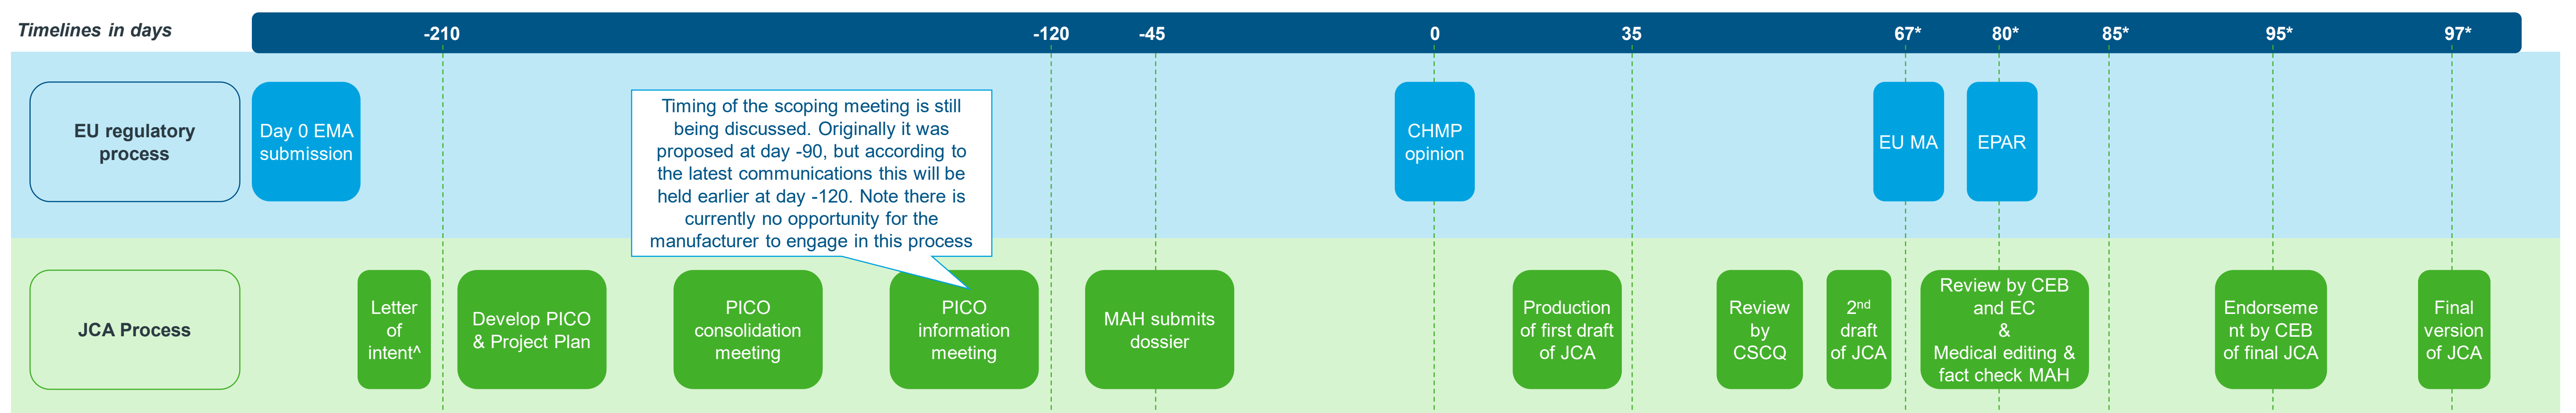 Timelines in days
-210
-120
-45
0
35
67*
80*
85*
95*
97*
EU regulatory
process
Day 0 EMA
submission
Timing of the scoping meeting is still
being discussed. Originally it was
proposed at day -90, but according to
the latest communications this will be
held earlier at day -120. Note there is
currently no opportunity for the
manufacturer to engage in this process
CHMP
opinion
EU MA
EPAR
JCA Process
Letter
of
intent^
Develop PICO
& Project Plan
PICO
consolidation
meeting
PICO
information
meeting
MAH submits
dossier
Production
of first draft
of JCA
Review
by
CSCQ
2nd
draft
of JCA
Review by CEB
and EC
&
Medical editing &
fact check MAH
Endorseme
nt by CEB
of final JCA
Final
version
of JCA